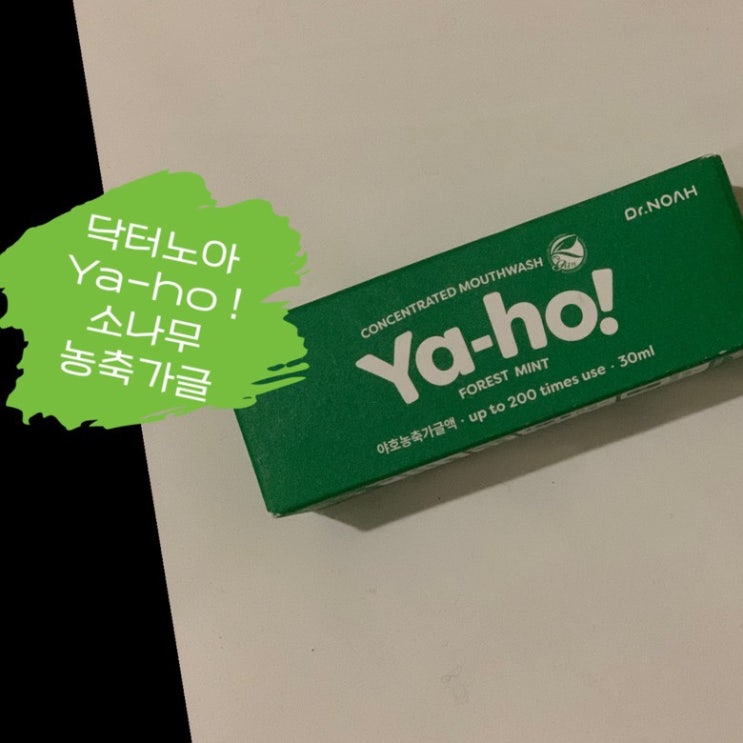 닥터노아
Ya-ho !
소나무
농축가글
Dr.NOAH
CONCENTRATED MOUTHWASH
Ya-ho!
FOREST MINT
야호농축가글액 · up to 200 times use · 30ml